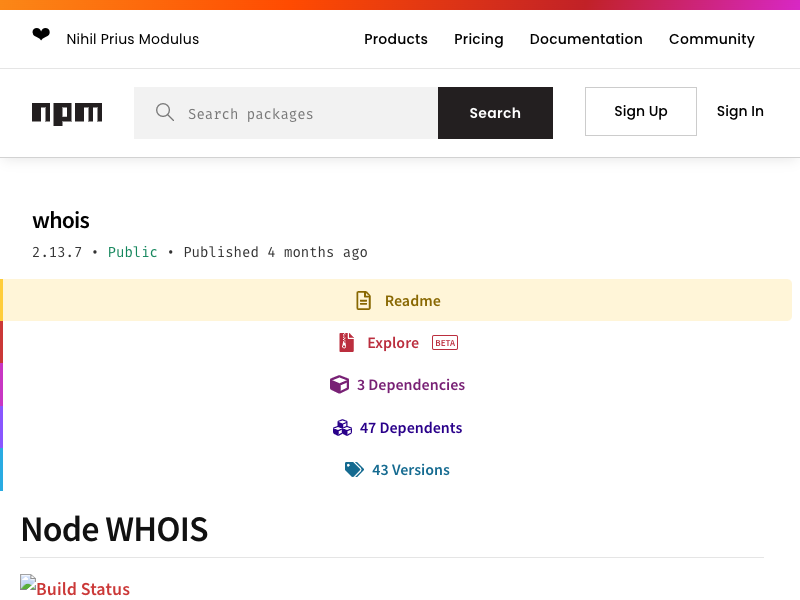 ❤
Nihil Prius Modulus
Products
Pricing
Documentation
Community
npm
Search packages
Search
Sign Up
Sign In
whois
2.13.7 • Public • Published 4 months ago
Readme
Explore BETA
3 Dependencies
47 Dependents
43 Versions
Node WHOIS
Build Status